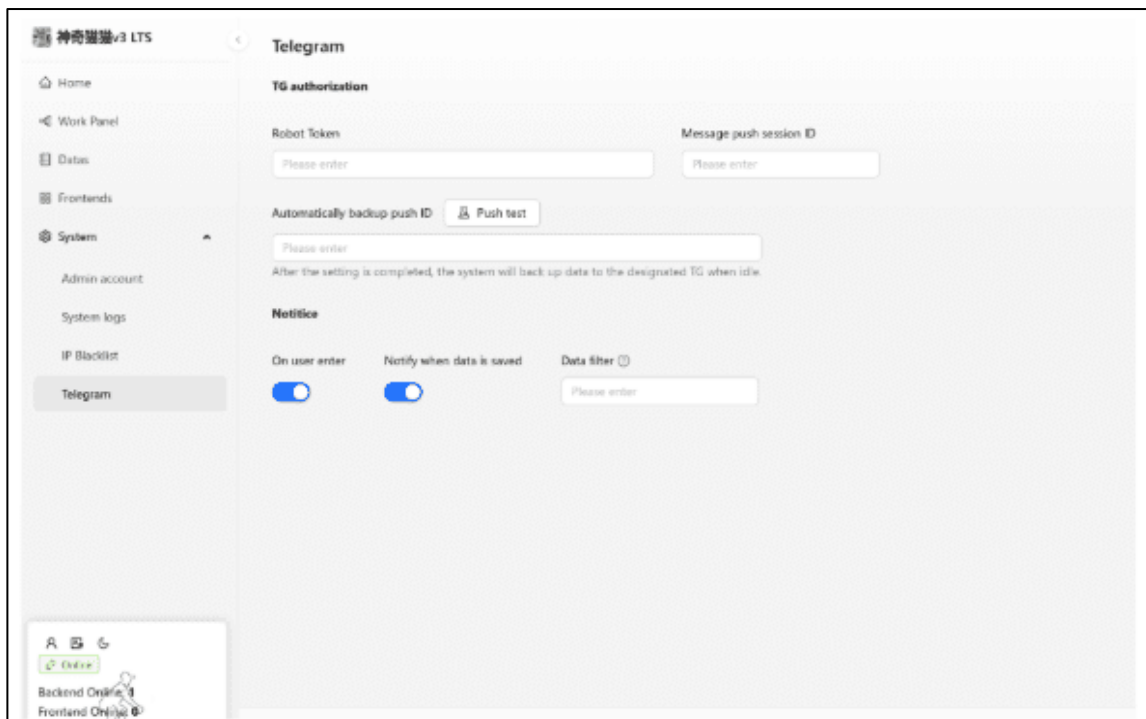 神奇猫猫v3 LTS
Telegram
Home
Work Panel
Datas
Frontends
System
Admin account
System logs
IP Blacklist
Telegram
TG authorization
Robot Token
Message push session ID
Please enter
Please enter
Automatically backup push ID
Push test
Please enter
After the setting is completed, the system will back up data to the designated TG when idle.
Notitice
On user enter
Notify when data is saved
Data filter
Please enter
Online
Backend Online:
Frontend Online: 0